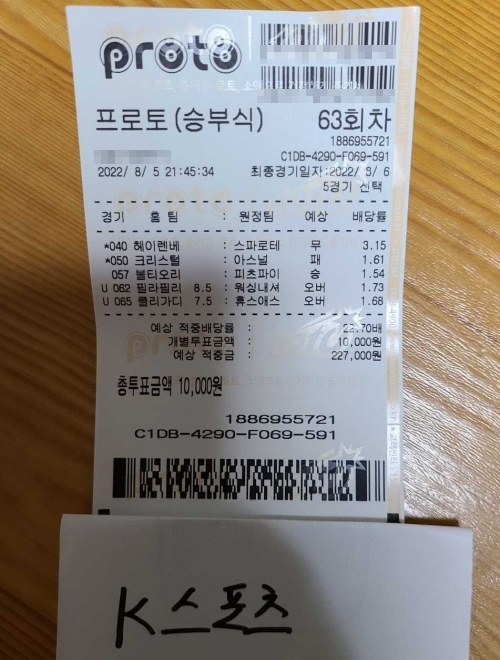 proto
프로토 (승부식) 63회차
1886955721
C1DB-4290-F069-591
2022/ 8/ 5 21:45:34 최종경기일자:2022/ 8/ 6
5경기 선택
경기 홈 팀 : 원정팀 예상 배당률
*040 헤이렌베 : 스파로테 무 3.15
*050 크리스털 : 아스널 패 1.61
057 볼티오리 : 피츠파이 승 1.54
U 062 필라필리 8.5 : 워싱내셔 오버 1.73
U 065 클리가디 7.5 : 휴스애스 오버 1.68
예상 적중배당률 : 22.70배
개별투표금액 : 10,000원
예상 적중금 : 227,000원
총투표금액 10,000원
1886955721
C1DB-4290-F069-591
K스포츠